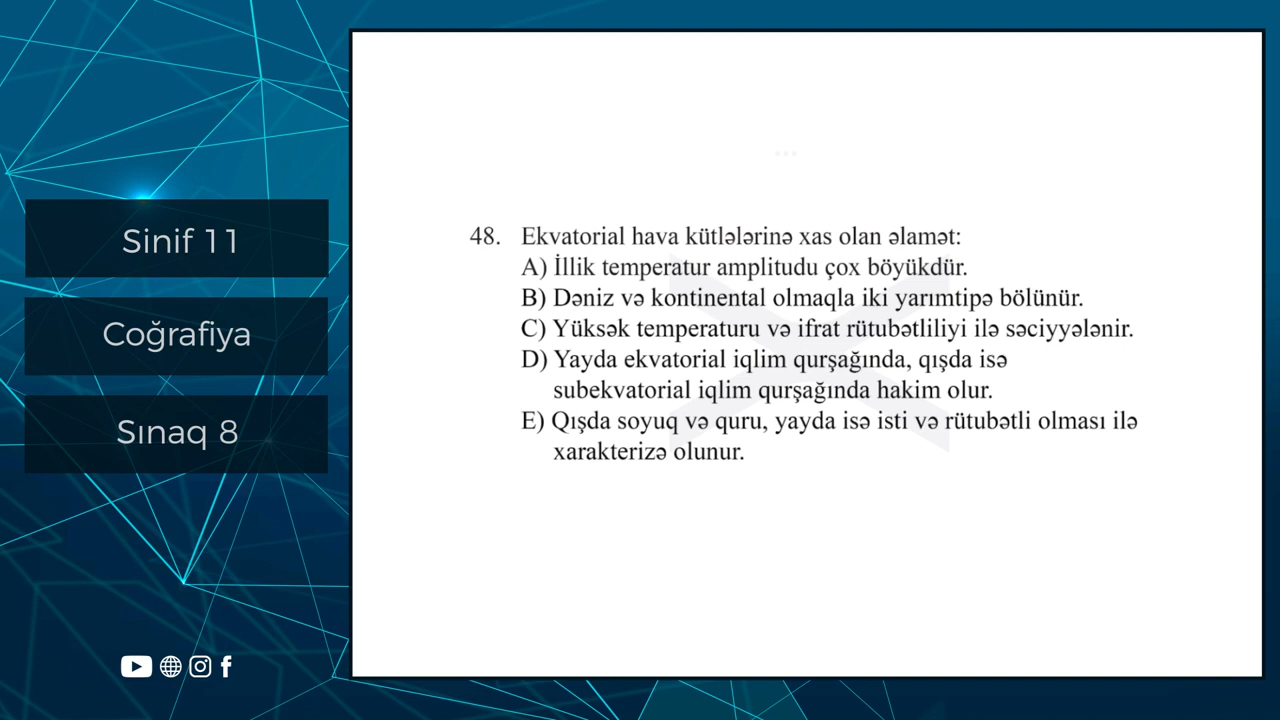 Sinif 11
Coğrafiya
Sınaq 8
48. Ekvatorial hava kütlələrinə xas olan əlamət:
A) İllik temperatur amplitudu çox böyükdür.
B) Dəniz və kontinental olmaqla iki yarımtipə bölünür.
C) Yüksək temperaturu və ifrat rütubətliliyi ilə səciyyələnir.
D) Yayda ekvatorial iqlim qurşağında, qışda isə
subekvatorial iqlim qurşağında hakim olur.
E) Qışda soyuq və quru, yayda isə isti və rütubətli olması ilə
xarakterizə olunur.